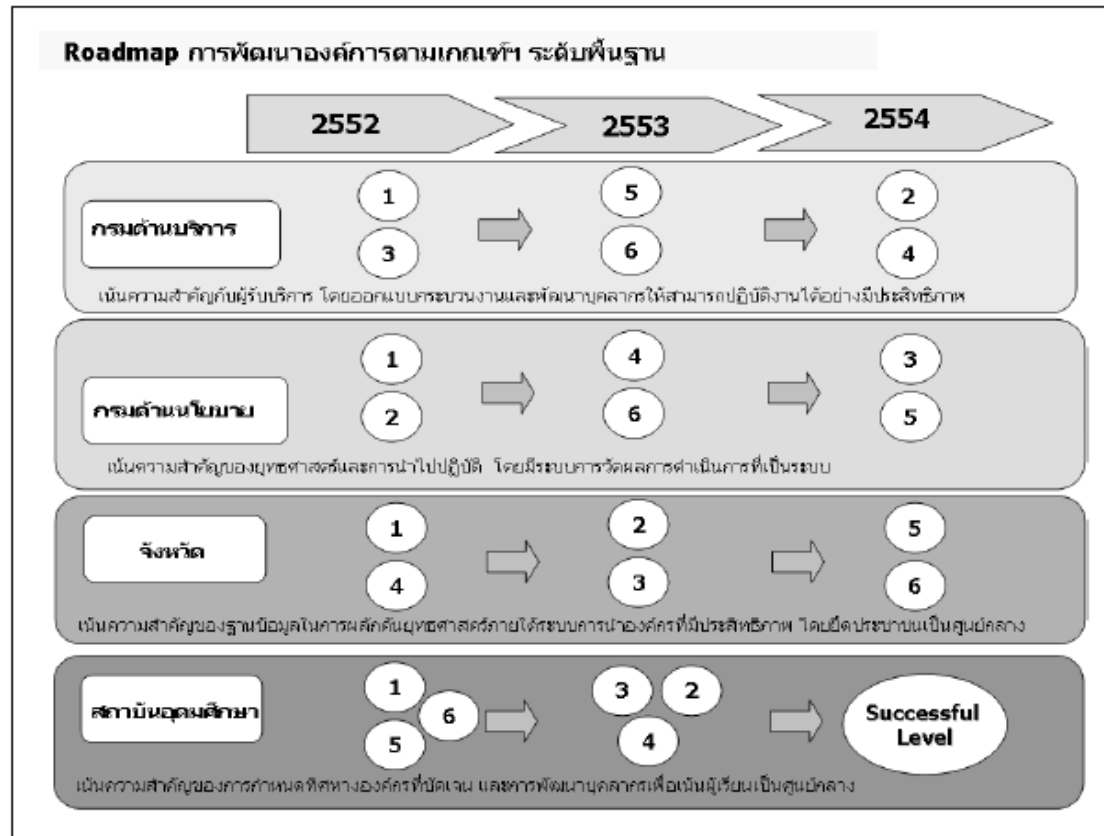 Roadmap การพัฒนาองค์การตามเกณฑ์ฯ ระดับพื้นฐาน
2552 2553 2554
กรมด้านบริการ
1 5 2
3 6 4
เน้นความสำคัญกับผู้รับบริการ โดยออกแบบกระบวนงานและพัฒนาบุคลากรให้สามารถปฏิบัติงานได้อย่างมีประสิทธิภาพ
กรมด้านนโยบาย
1 4 3
2 6 5
เน้นความสำคัญของยุทธศาสตร์และการนำไปปฏิบัติ โดยมีระบบการวัดผลการดำเนินการที่เป็นระบบ
จังหวัด
1 2 5
4 3 6
เน้นความสำคัญของฐานข้อมูลในการผลักดันยุทธศาสตร์ภายใต้ระบบการนำองค์กรที่มีประสิทธิภาพ โดยยึดประชาชนเป็นศูนย์กลาง
สถาบันอุดมศึกษา
1 6 5
3 2 4
Successful
Level
เน้นความสำคัญของการกำหนดทิศทางองค์กรที่ชัดเจน และการพัฒนาบุคลากรเพื่อเน้นผู้เรียนเป็นศูนย์กลาง